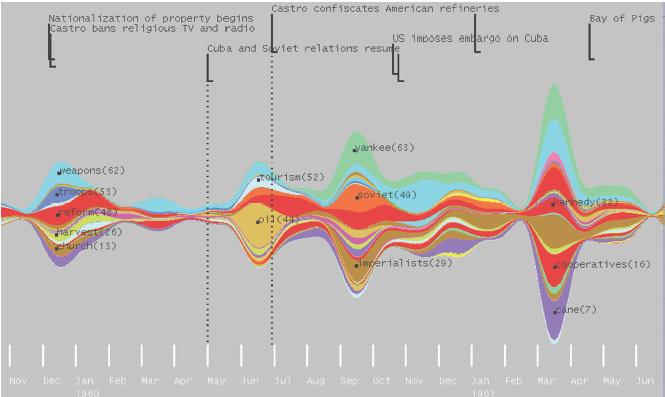 Castro confiscates American refineries
Nationalization of property begins
Bay of Pigs
Castro bans religious TV and radio
US imposes embargo on Cuba
Cuba and Soviet relations resume
yankee(63)
weapons(62)
tourism(52)
troops(53)
soviet(49)
kennedy(32)
reform(48)
oil(44)
harvest(26)
church(13)
imperialists(29)
cooperatives(16)
cane(7)
Nov Dec Jan Feb Mar Apr May Jun Jul Aug Sep Oct Nov Dec Jan Feb Mar Apr May Jun
1960 1961